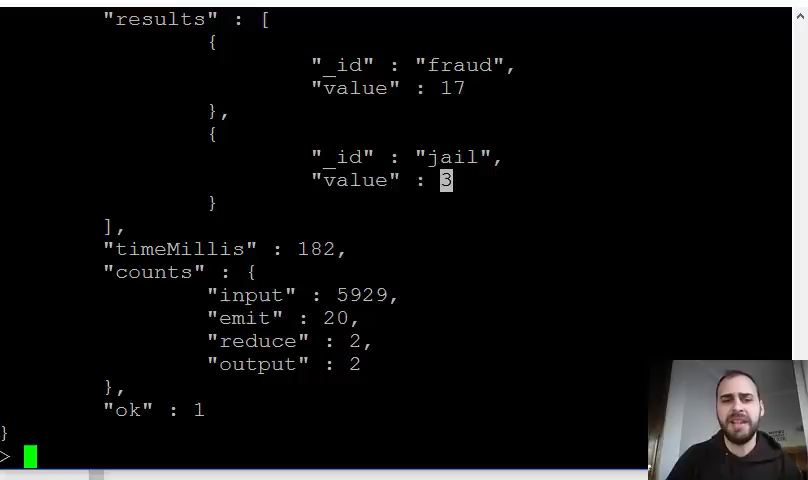 "results" : [
{
"_id" : "fraud",
"value" : 17
},
{
"_id" : "jail",
"value" : 3
}
],
"timeMillis" : 182,
"counts" : {
"input" : 5929,
"emit" : 20,
"reduce" : 2,
"output" : 2
},
"ok" : 1
}
>